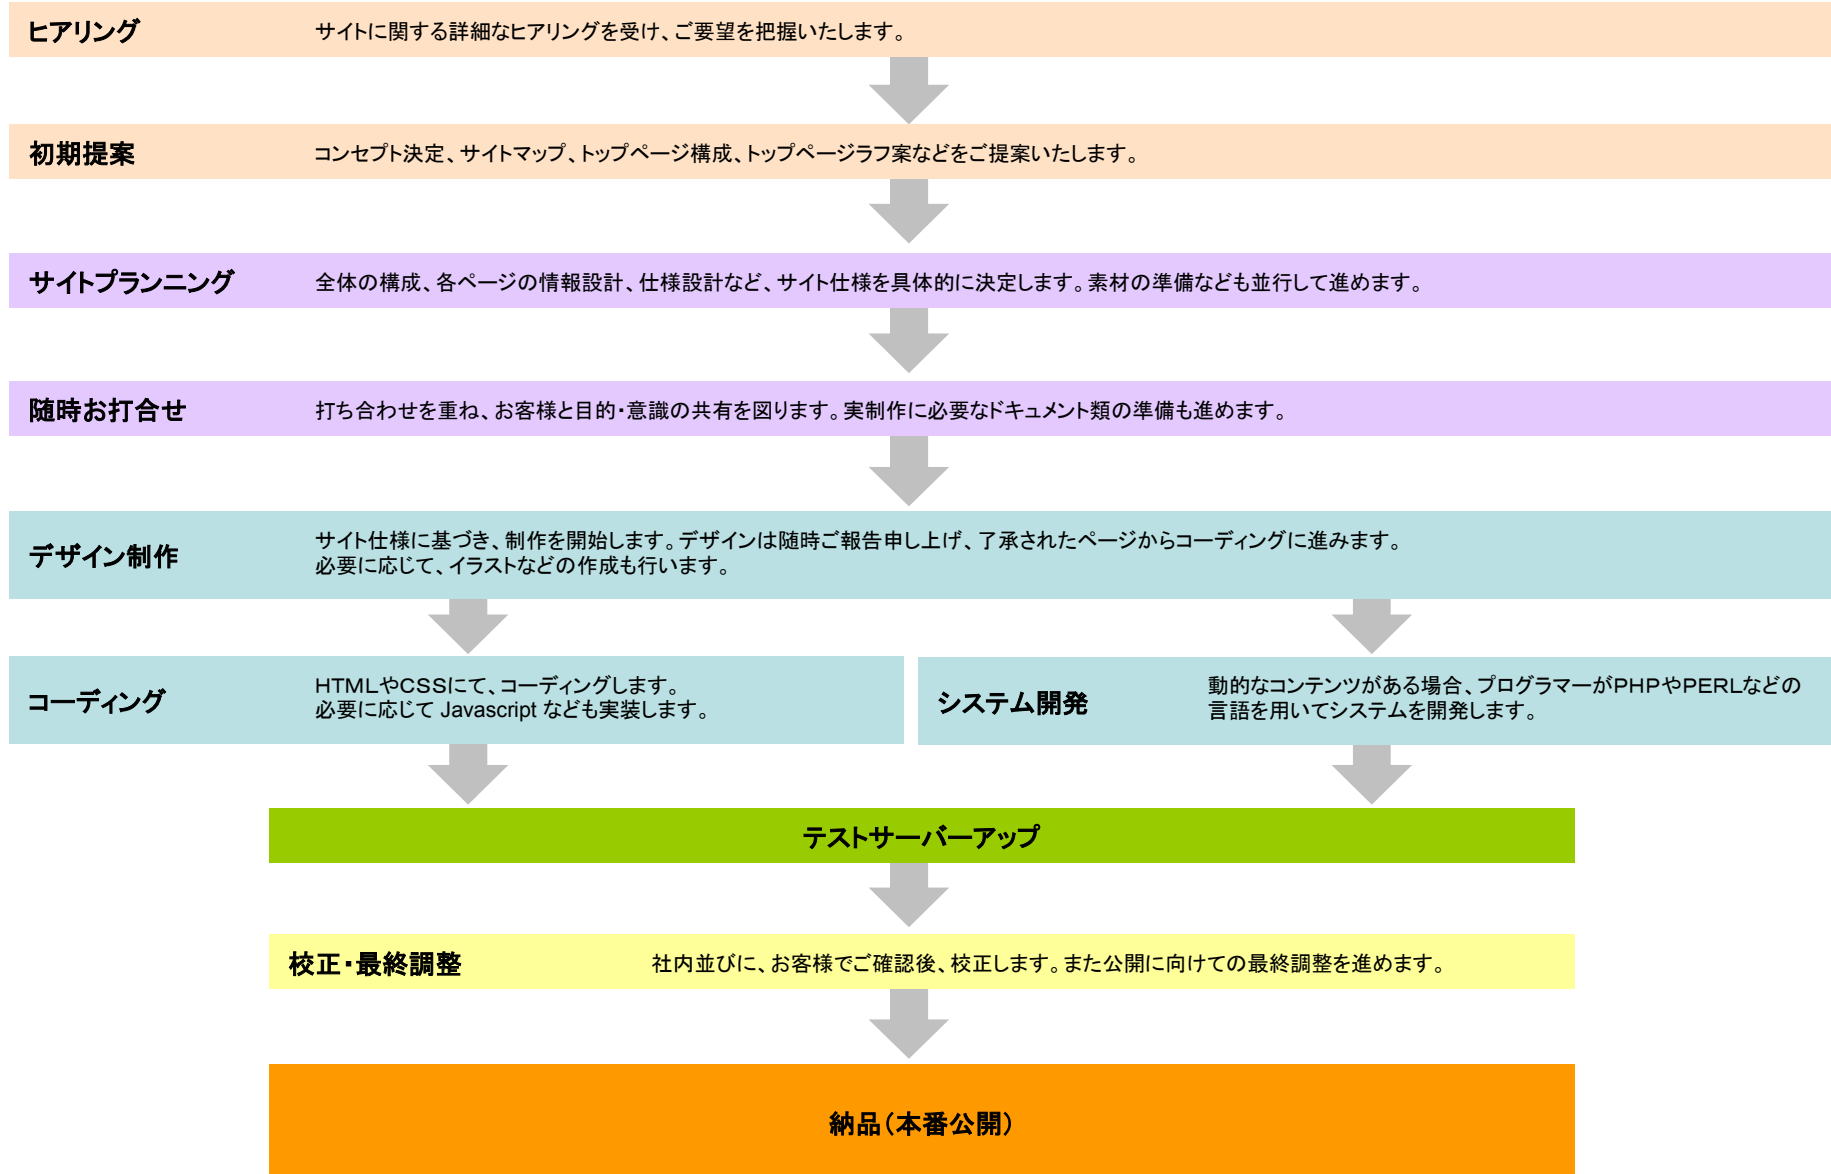 ヒアリング
サイトに関する詳細なヒアリングを受け、ご要望を把握いたします。
初期提案
コンセプト決定、サイトマップ、トップページ構成、トップページラフ案などをご提案いたします。
サイトプランニング
全体の構成、各ページの情報設計、仕様設計など、サイト仕様を具体的に決定します。素材の準備なども並行して進めます。
随時お打合せ
打ち合わせを重ね、お客様と目的・意識の共有を図ります。実制作に必要なドキュメント類の準備も進めます。
デザイン制作
サイト仕様に基づき、制作を開始します。デザインは随時ご報告申し上げ、了承されたページからコーディングに進みます。
必要に応じて、イラストなどの作成も行います。
コーディング
HTMLやCSSにて、コーディングします。
必要に応じて Javascript なども実装します。
システム開発
動的なコンテンツがある場合、プログラマーがPHPやPERLなどの
言語を用いてシステムを開発します。
テストサーバーアップ
校正・最終調整
社内並びに、お客様でご確認後、校正します。また公開に向けての最終調整を進めます。
納品（本番公開）